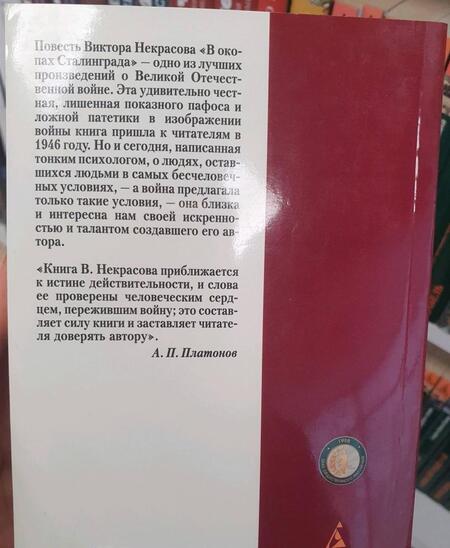 Повесть Виктора Некрасова «В око-
пах Сталинграда» — одно из лучших
произведений о Великой Отечест-
венной войне. Эта удивительно чест-
ная, лишенная показного пафоса и
ложной патетики в изображении
войны книга пришла к читателям в
1946 году. Но и сегодня, написанная
тонким психологом, о людях, остав-
шихся людьми в самых бесчеловеч-
ных условиях, — а война предлагала
только такие условия, — она близка
и интересна нам своей искренно-
стью и талантом создавшего его ав-
тора.
«Книга В. Некрасова приближается
к истине действительности, и слова
ее проверены человеческим серд-
цем, пережившим войну; это состав-
ляет силу книги и заставляет читате-
ля доверять автору».
А. П. Платонов